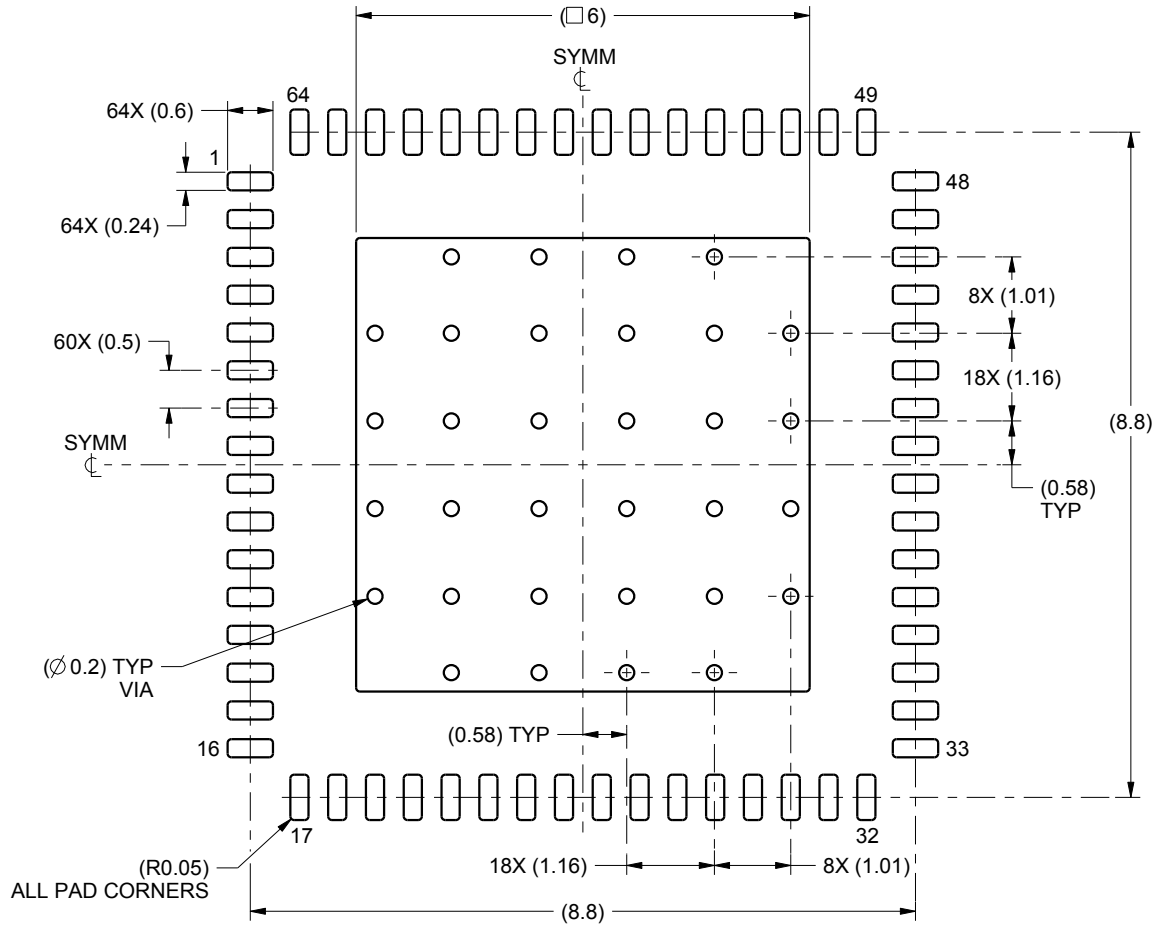 (□ 6)
SYMM
℄
64X (0.6)
64
49
1
48
64X (0.24)
8X (1.01)
60X (0.5)
18X (1.16)
(8.8)
SYMM
℄
(0.58)
TYP
(∅ 0.2) TYP
VIA
(0.58) TYP
16
33
17
32
(R0.05)
ALL PAD CORNERS
18X (1.16)
8X (1.01)
(8.8)